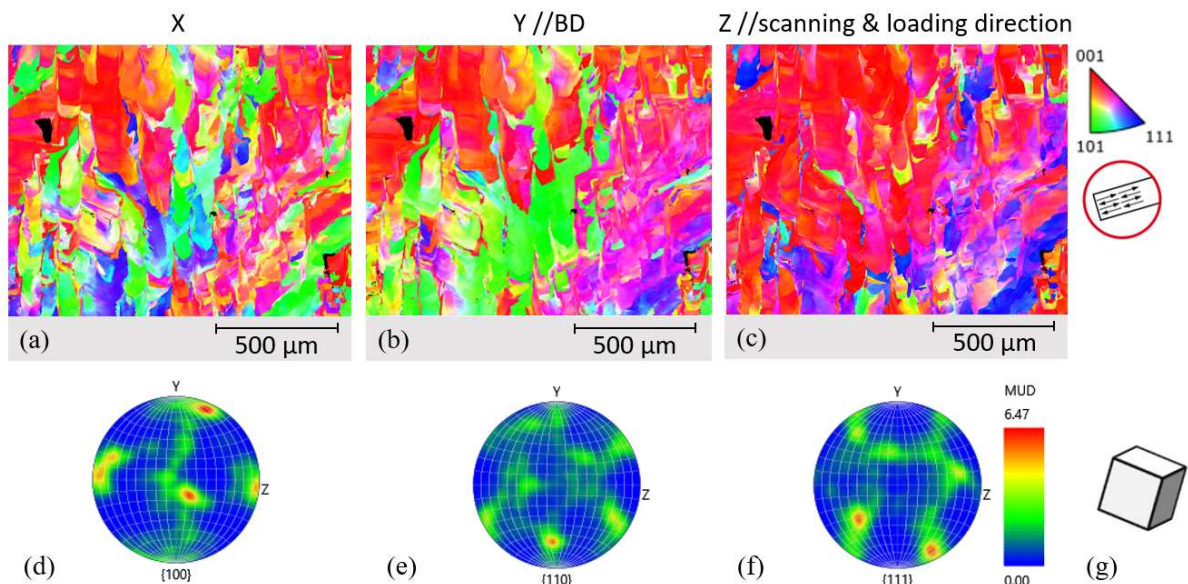 X
Y //BD
Z //scanning & loading direction
001
101
111
(a)
500 µm
(b)
500 µm
(c)
500 µm
Y
Z
{100}
(d)
Y
Z
{110}
(e)
Y
Z
{111}
(f)
MUD
6.47
0.00
(g)